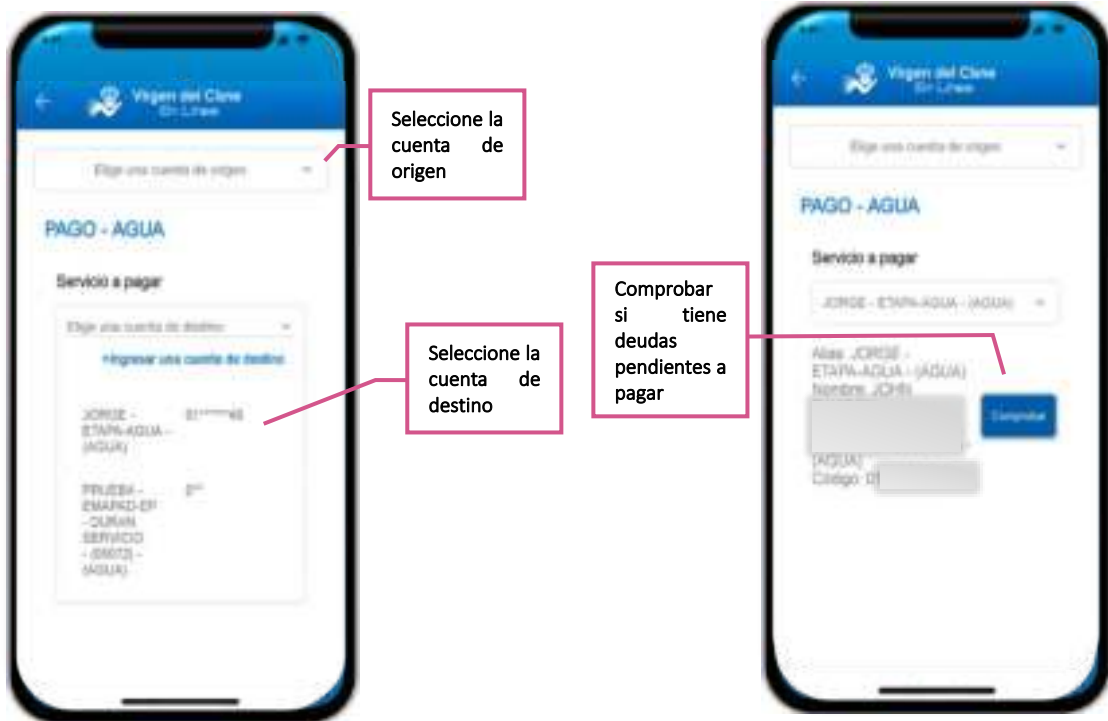 Virgen del Cisne
En Línea
Elige una cuenta de origen
PAGO - AGUA
Servicio a pagar
Elige una cuenta de destino
+Ingresar una cuenta de destino
JORGE -
ETAPA-AGUA -
(AGUA)
01******48
PRUEBA -
EMAPAD-EP
- DURAN
SERVICIO
- (AGUA)
0**
Seleccione la
cuenta de
origen
Seleccione la
cuenta de
destino
Comprobar
si tiene
deudas
pendientes a
pagar
Virgen del Cisne
En Línea
Elige una cuenta de origen
PAGO - AGUA
Servicio a pagar
JORGE - ETAPA-AGUA - (AGUA)
Alias: JORGE -
ETAPA-AGUA - (AGUA)
Nombre: JOHN
Comprobar
(AGUA)
Código: 01